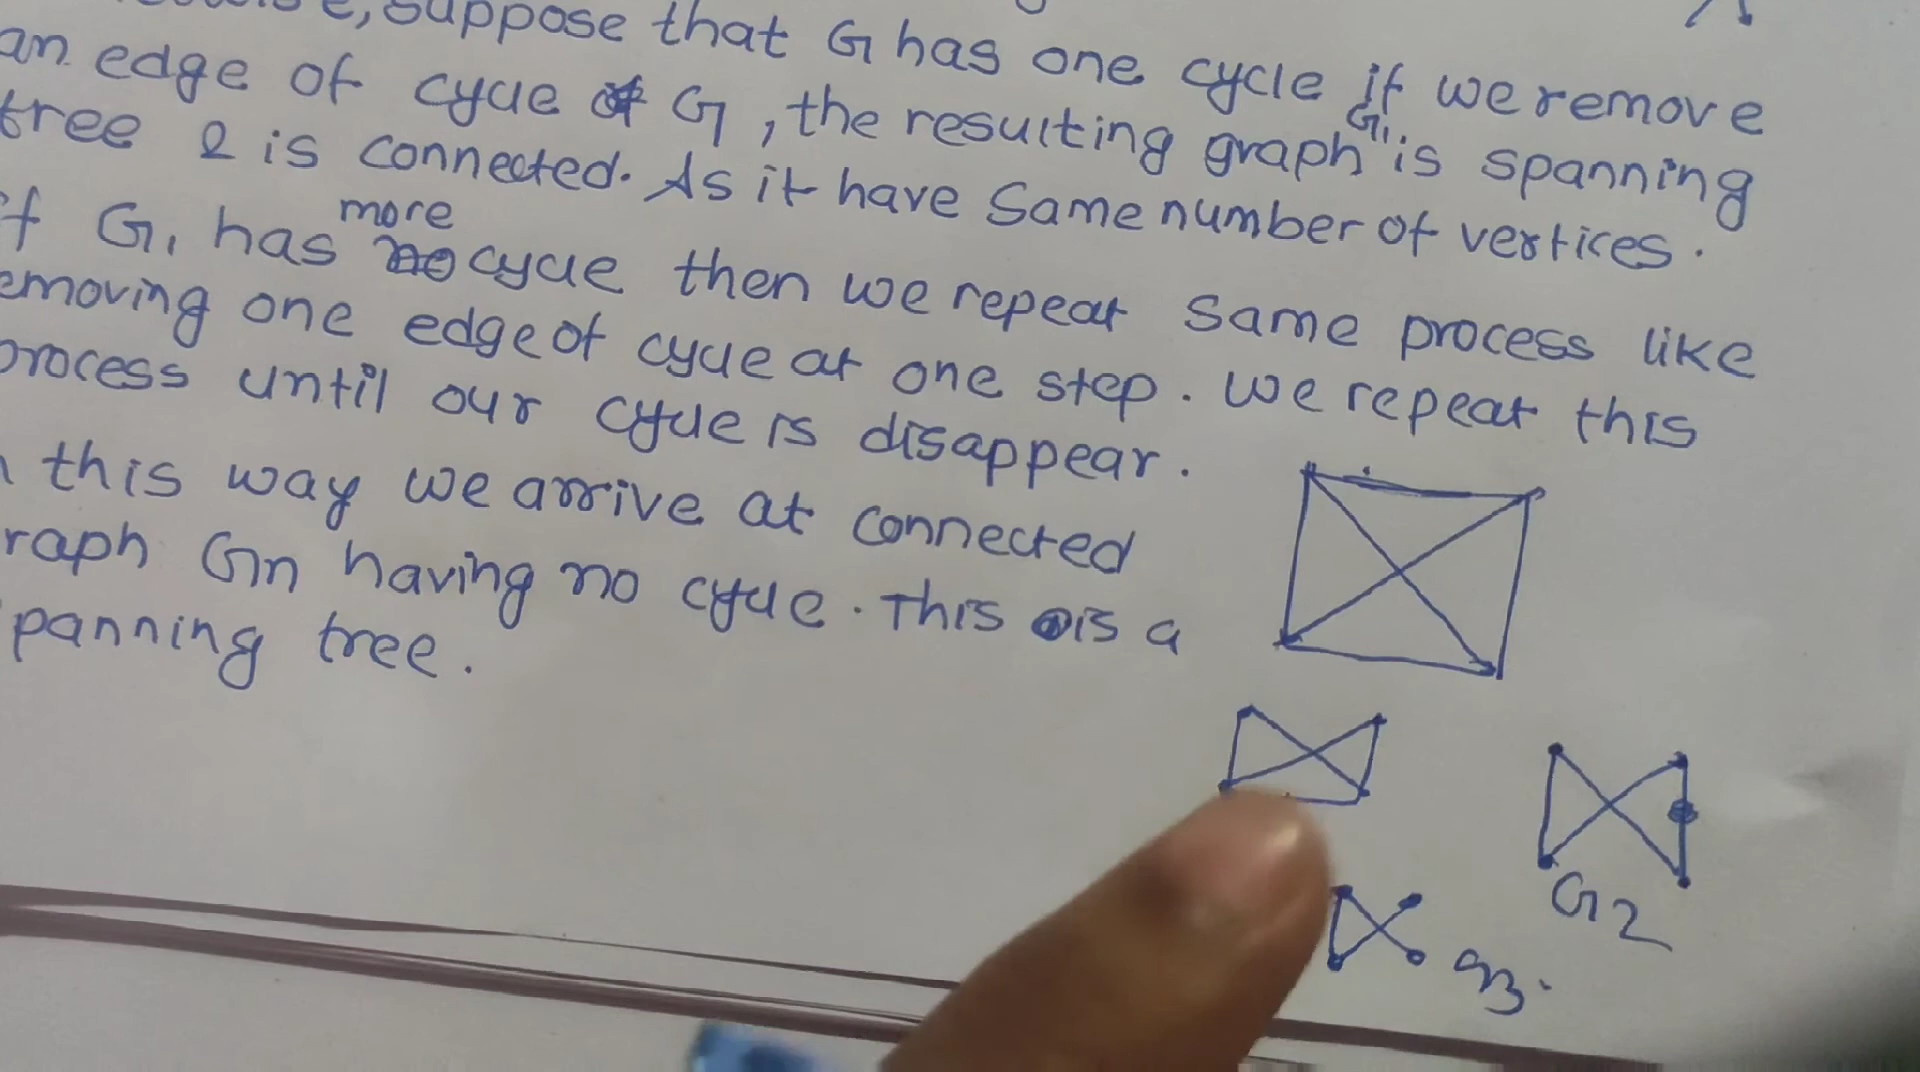 suppose that G has one cycle if we remove
an edge of cycle of G, the resulting graph "G1" is spanning
tree & is connected. As it have same number of vertices.
if G1 has more cycle then we repeat same process like
emoving one edge of cycle at one step. we repeat this
process until our cycle is disappear.
this way we arrive at connected
raph Gn having no cycle. This is a
panning tree.
G2
G3.